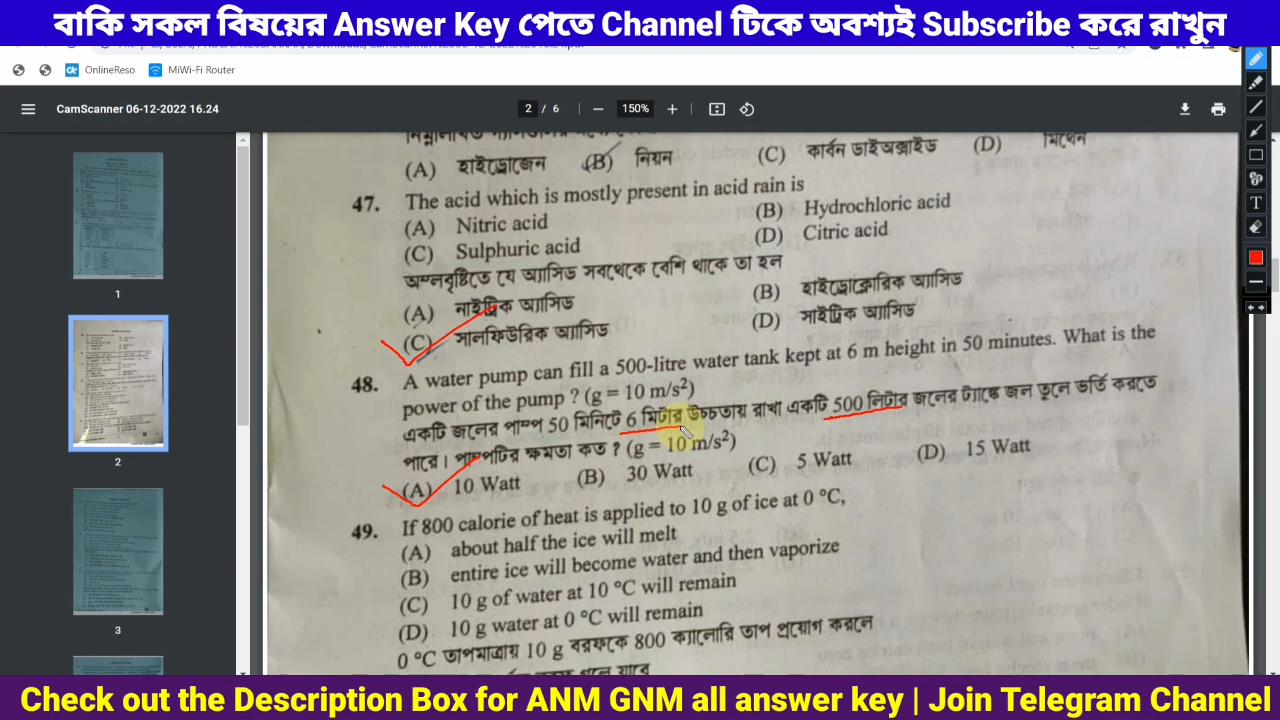 বাকি সকল বিষয়ের Answer Key পেতে Channel টিকে অবশ্যই Subscribe করে রাখুন
OnlineReso
MiWi-Fi Router
CamScanner 06-12-2022 16.24
2 / 6
150%
(A) হাইড্রোজেন (B) নিয়ন (C) কার্বন ডাইঅক্সাইড (D) মিথেন
47. The acid which is mostly present in acid rain is
(A) Nitric acid (B) Hydrochloric acid
(C) Sulphuric acid (D) Citric acid
অম্লবৃষ্টিতে যে অ্যাসিড সবথেকে বেশি থাকে তা হল
(A) নাইট্রিক অ্যাসিড (B) হাইড্রোক্লোরিক অ্যাসিড
(C) সালফিউরিক অ্যাসিড (D) সাইট্রিক অ্যাসিড
48. A water pump can fill a 500-litre water tank kept at 6 m height in 50 minutes. What is the
power of the pump ? (g = 10 m/s²)
একটি জলের পাম্প 50 মিনিটে 6 মিটার উচ্চতায় রাখা একটি 500 লিটার জলের ট্যাঙ্কে জল তুলে ভর্তি করতে
পারে। পাম্পটির ক্ষমতা কত ? (g = 10 m/s²)
(A) 10 Watt (B) 30 Watt (C) 5 Watt (D) 15 Watt
49. If 800 calorie of heat is applied to 10 g of ice at 0 °C,
(A) about half the ice will melt
(B) entire ice will become water and then vaporize
(C) 10 g of water at 10 °C will remain
(D) 10 g water at 0 °C will remain
0 °C তাপমাত্রায় 10 g বরফকে 800 ক্যালোরি তাপ প্রয়োগ করলে
1
2
3
Check out the Description Box for ANM GNM all answer key | Join Telegram Channel